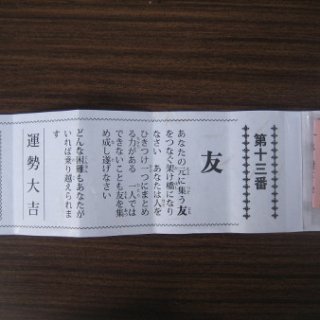 第十三番
友
あなたの元に集う友
をつなぐ架け橋になり
なさい　あなたは人を
ひきつけ一つにまとめ
る力がある　一人では
できないことも友を集
め成し遂げなさい
どんな困難もあなたが
いれば乗り越えられま
す
運勢大吉